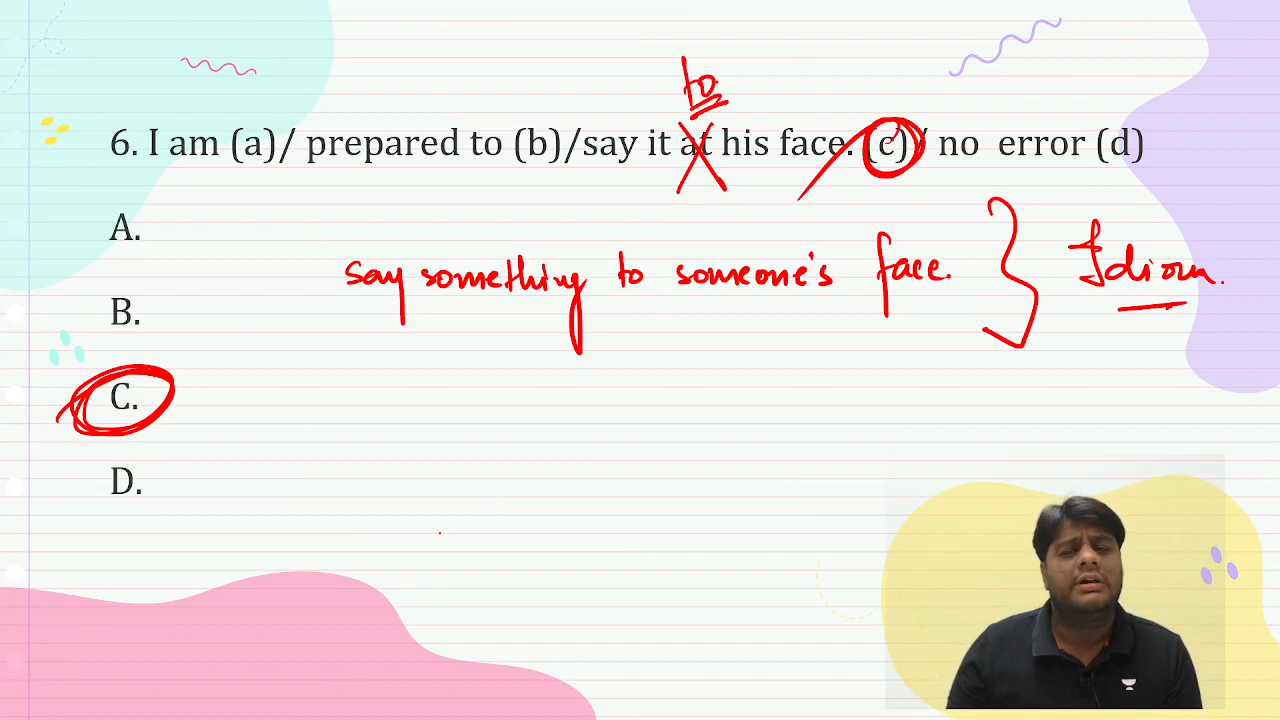 to
6. I am (a)/ prepared to (b)/say it at his face. (c)/ no error (d)
A.
say something to someone's face. Idiom.
B.
C.
D.